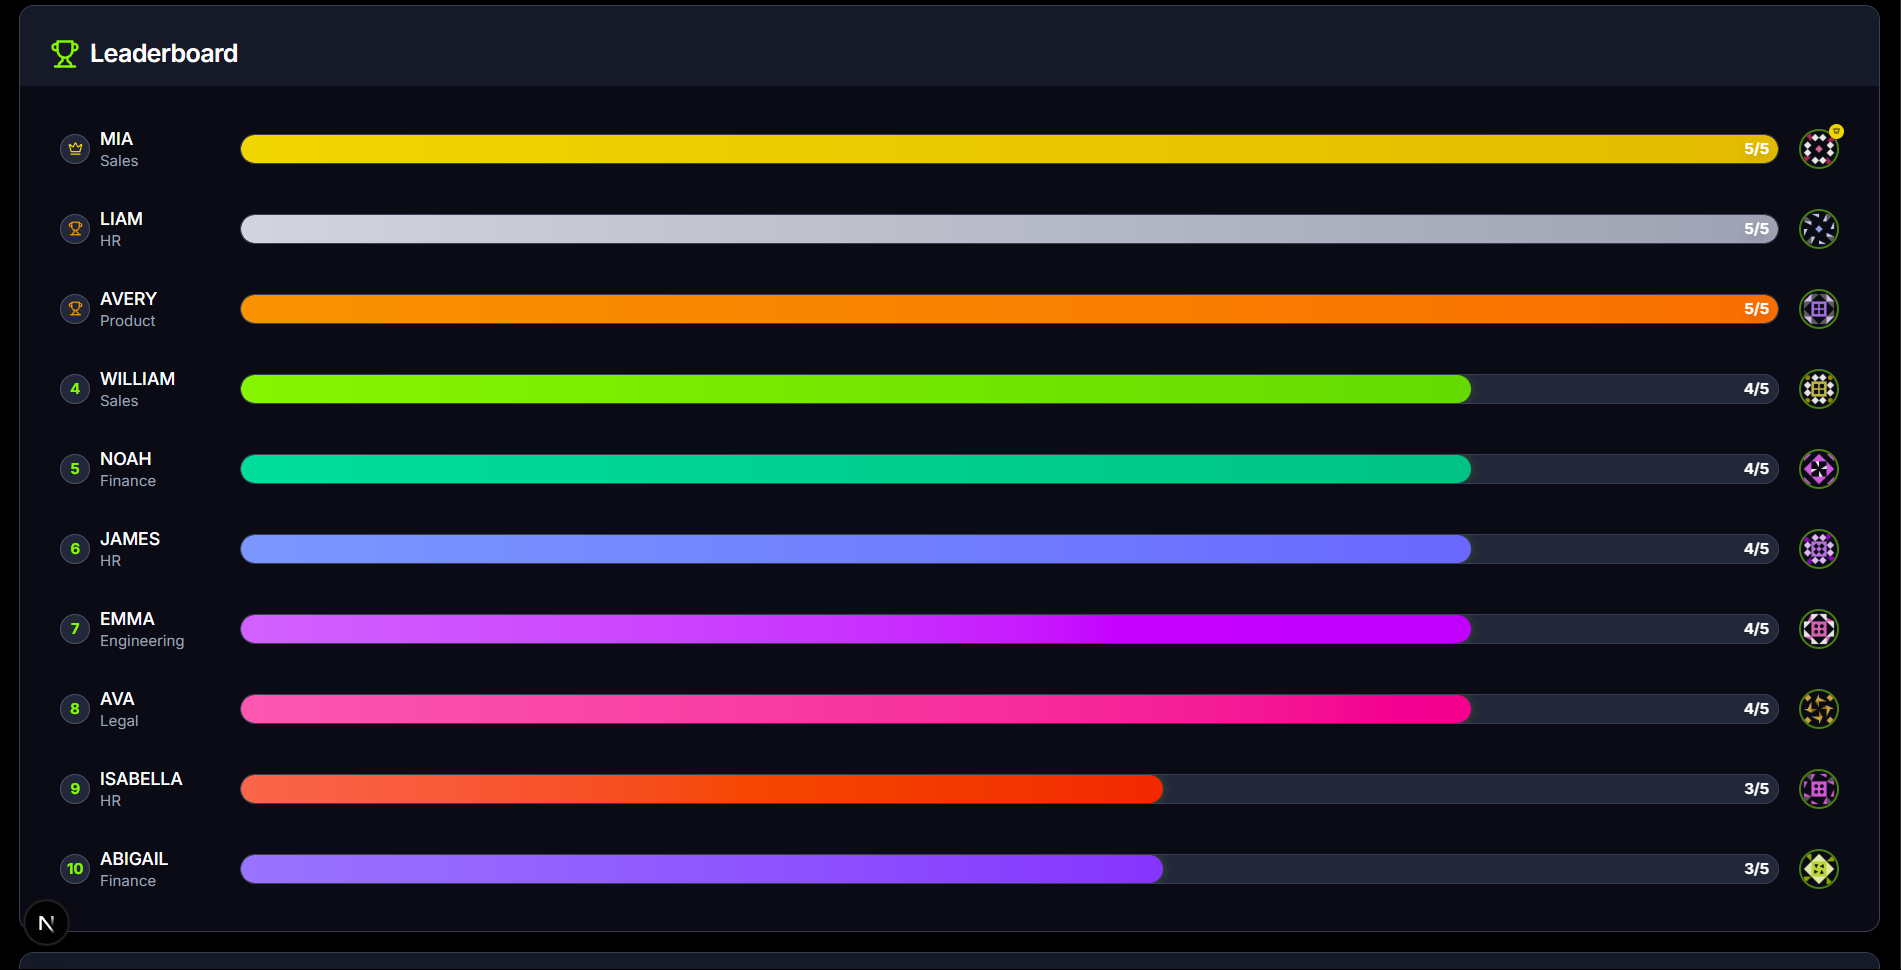 Leaderboard
MIA
Sales
5/5
LIAM
HR
5/5
AVERY
Product
5/5
4
WILLIAM
Sales
4/5
5
NOAH
Finance
4/5
6
JAMES
HR
4/5
7
EMMA
Engineering
4/5
8
AVA
Legal
4/5
9
ISABELLA
HR
3/5
10
ABIGAIL
Finance
3/5
N